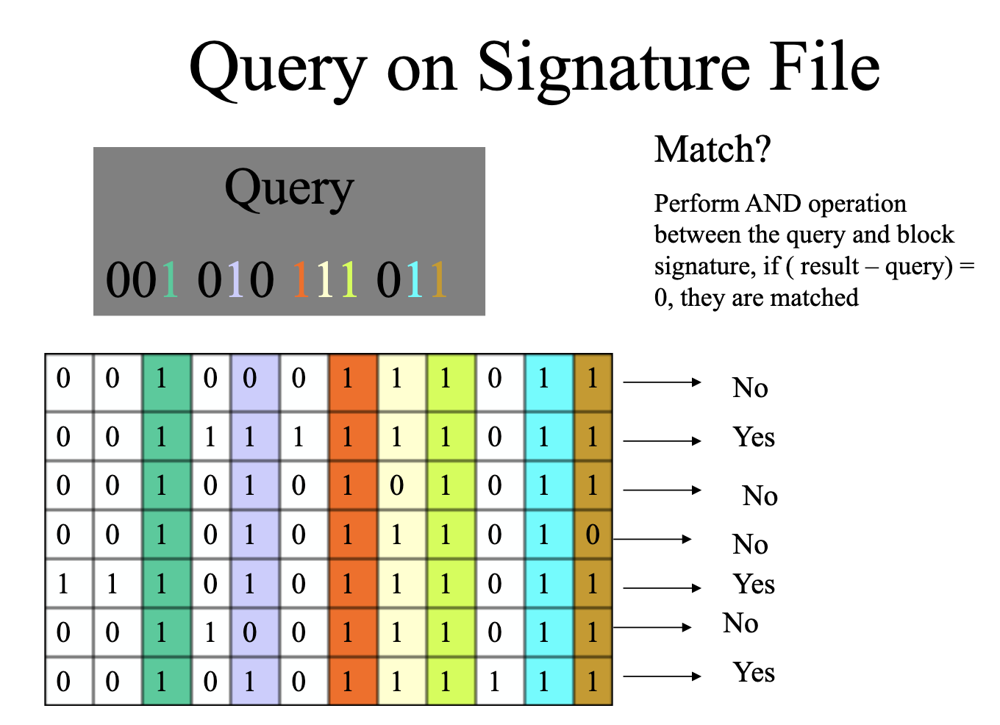 Query on Signature File
Query
001 010 111 011
Match?
Perform AND operation
between the query and block
signature, if ( result – query) =
0, they are matched
0 0 1 0 0 0 1 1 1 0 1 1 No
0 0 1 1 1 1 1 1 1 0 1 1 Yes
0 0 1 0 1 0 1 0 1 0 1 1 No
0 0 1 0 1 0 1 1 1 0 1 0 No
1 1 1 0 1 0 1 1 1 0 1 1 Yes
0 0 1 1 0 0 1 1 1 0 1 1 No
0 0 1 0 1 0 1 1 1 1 1 1 Yes